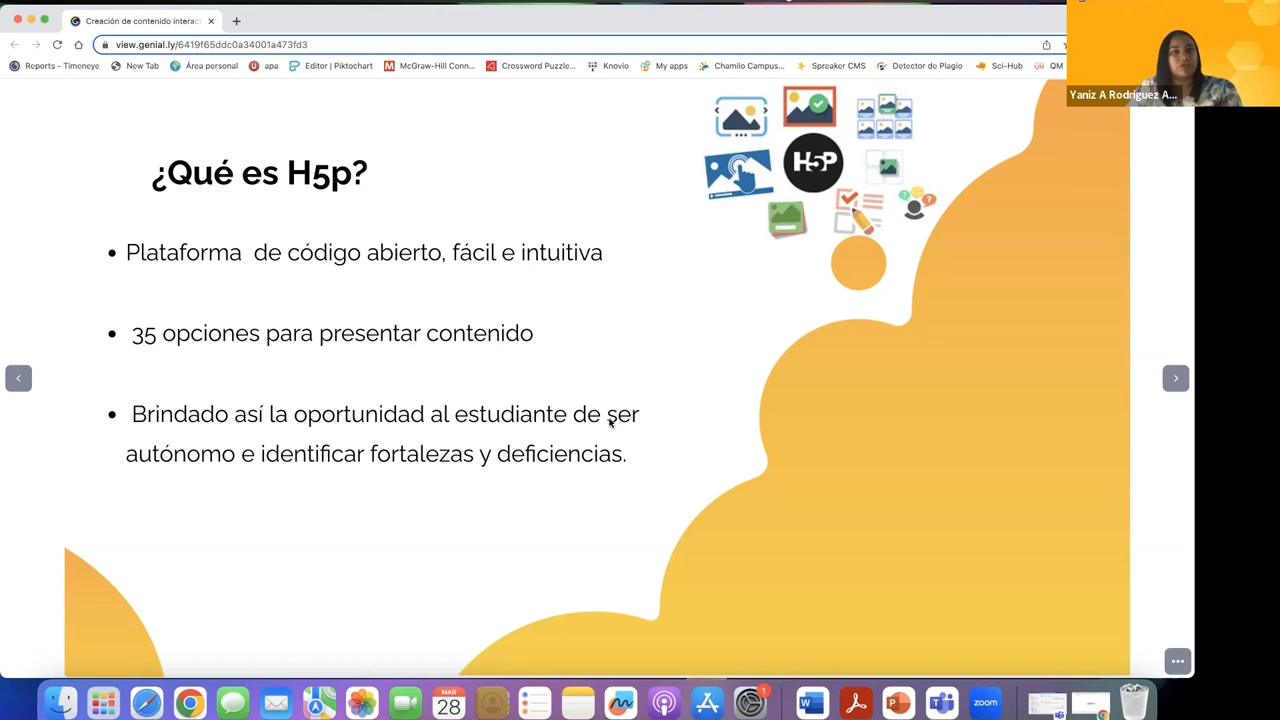 Creación de contenido interact
view.genial.ly/6419f65ddc0a34001a473fd3
Reports - Timeneye
New Tab
Área personal
apa
Editor | Piktochart
McGraw-Hill Conn...
Crossword Puzzle...
Knovio
My apps
Chamilo Campus...
Spreaker CMS
Detector de Plagio
Sci-Hub
QM
Yaniz A Rodríguez A...
H5P
¿Qué es H5p?
Plataforma de código abierto, fácil e intuitiva
35 opciones para presentar contenido
Brindado así la oportunidad al estudiante de ser
autónomo e identificar fortalezas y deficiencias.
MAR
28
1
zoom